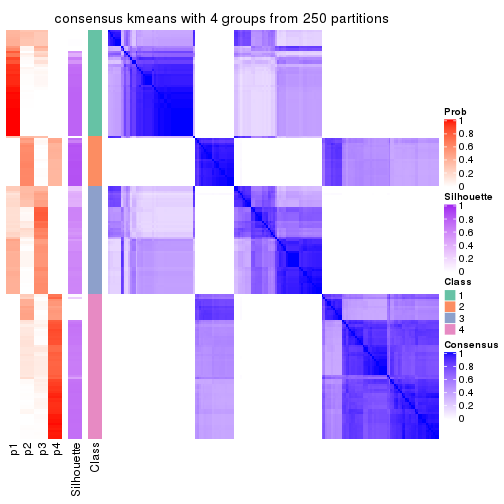 consensus kmeans with 4 groups from 250 partitions
Prob
1
0.8
0.6
0.4
0.2
0
Silhouette
1
0.8
0.6
0.4
0.2
0
Class
1
2
3
4
Consensus
1
0.8
0.6
0.4
0.2
0
p1
p2
p3
p4
Silhouette
Class